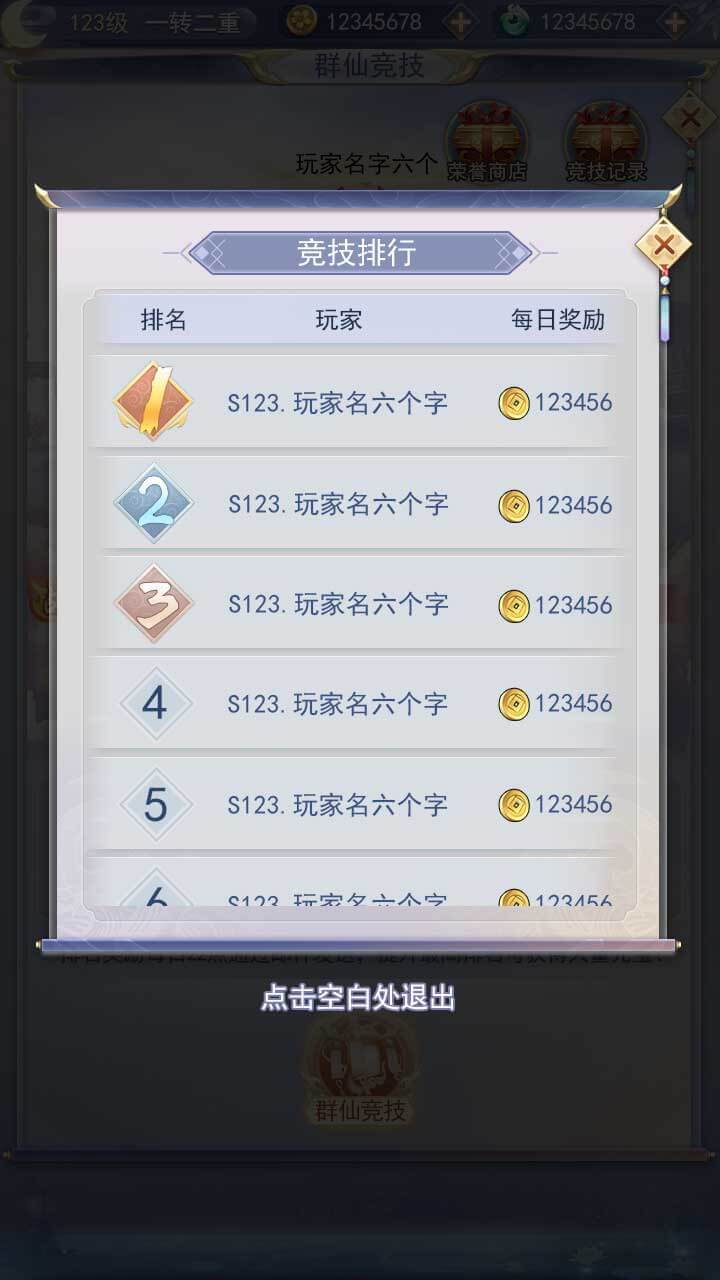 123级 一转二重 12345678 12345678
群仙竞技
玩家名字六个 荣誉商店 竞技记录
竞技排行
排名 玩家 每日奖励
1 S123.玩家名六个字 123456
2 S123.玩家名六个字 123456
3 S123.玩家名六个字 123456
4 S123.玩家名六个字 123456
5 S123.玩家名六个字 123456
6 S123.玩家名六个字 123456
点击空白处退出
群仙竞技